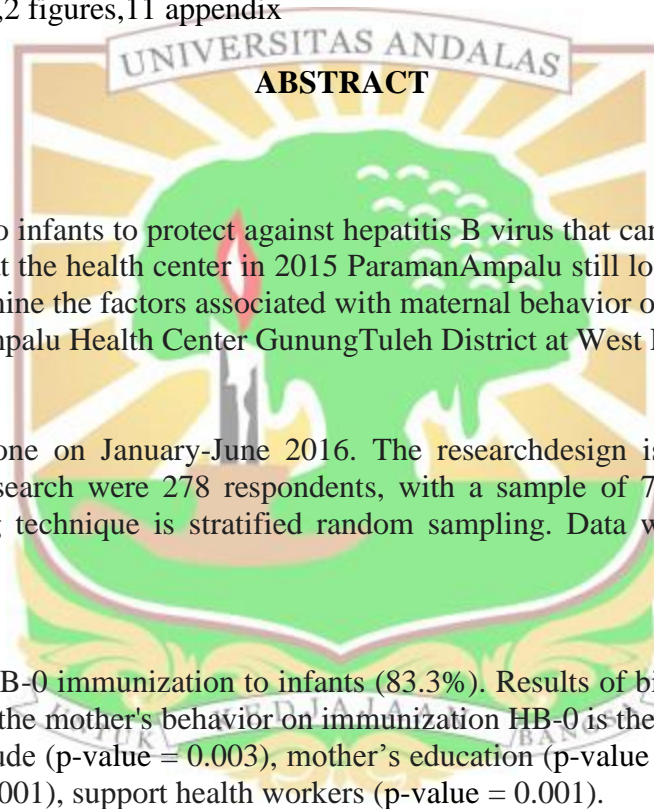 ,2 figures,11 appendix
UNIVERSITAS ANDALAS
ABSTRACT
o infants to protect against hepatitis B virus that can
t the health center in 2015 ParamanAmpalu still lo
nine the factors associated with maternal behavior o
npalu Health Center GunungTuleh District at West
one on January-June 2016. The researchdesign is
search were 278 respondents, with a sample of 7
g technique is stratified random sampling. Data w
B-0 immunization to infants (83.3%). Results of bi
the mother's behavior on immunization HB-0 is the
UNTUK KEDJAJAAN BANGSA
ude (p-value = 0.003), mother’s education (p-value
001), support health workers (p-value = 0.001).